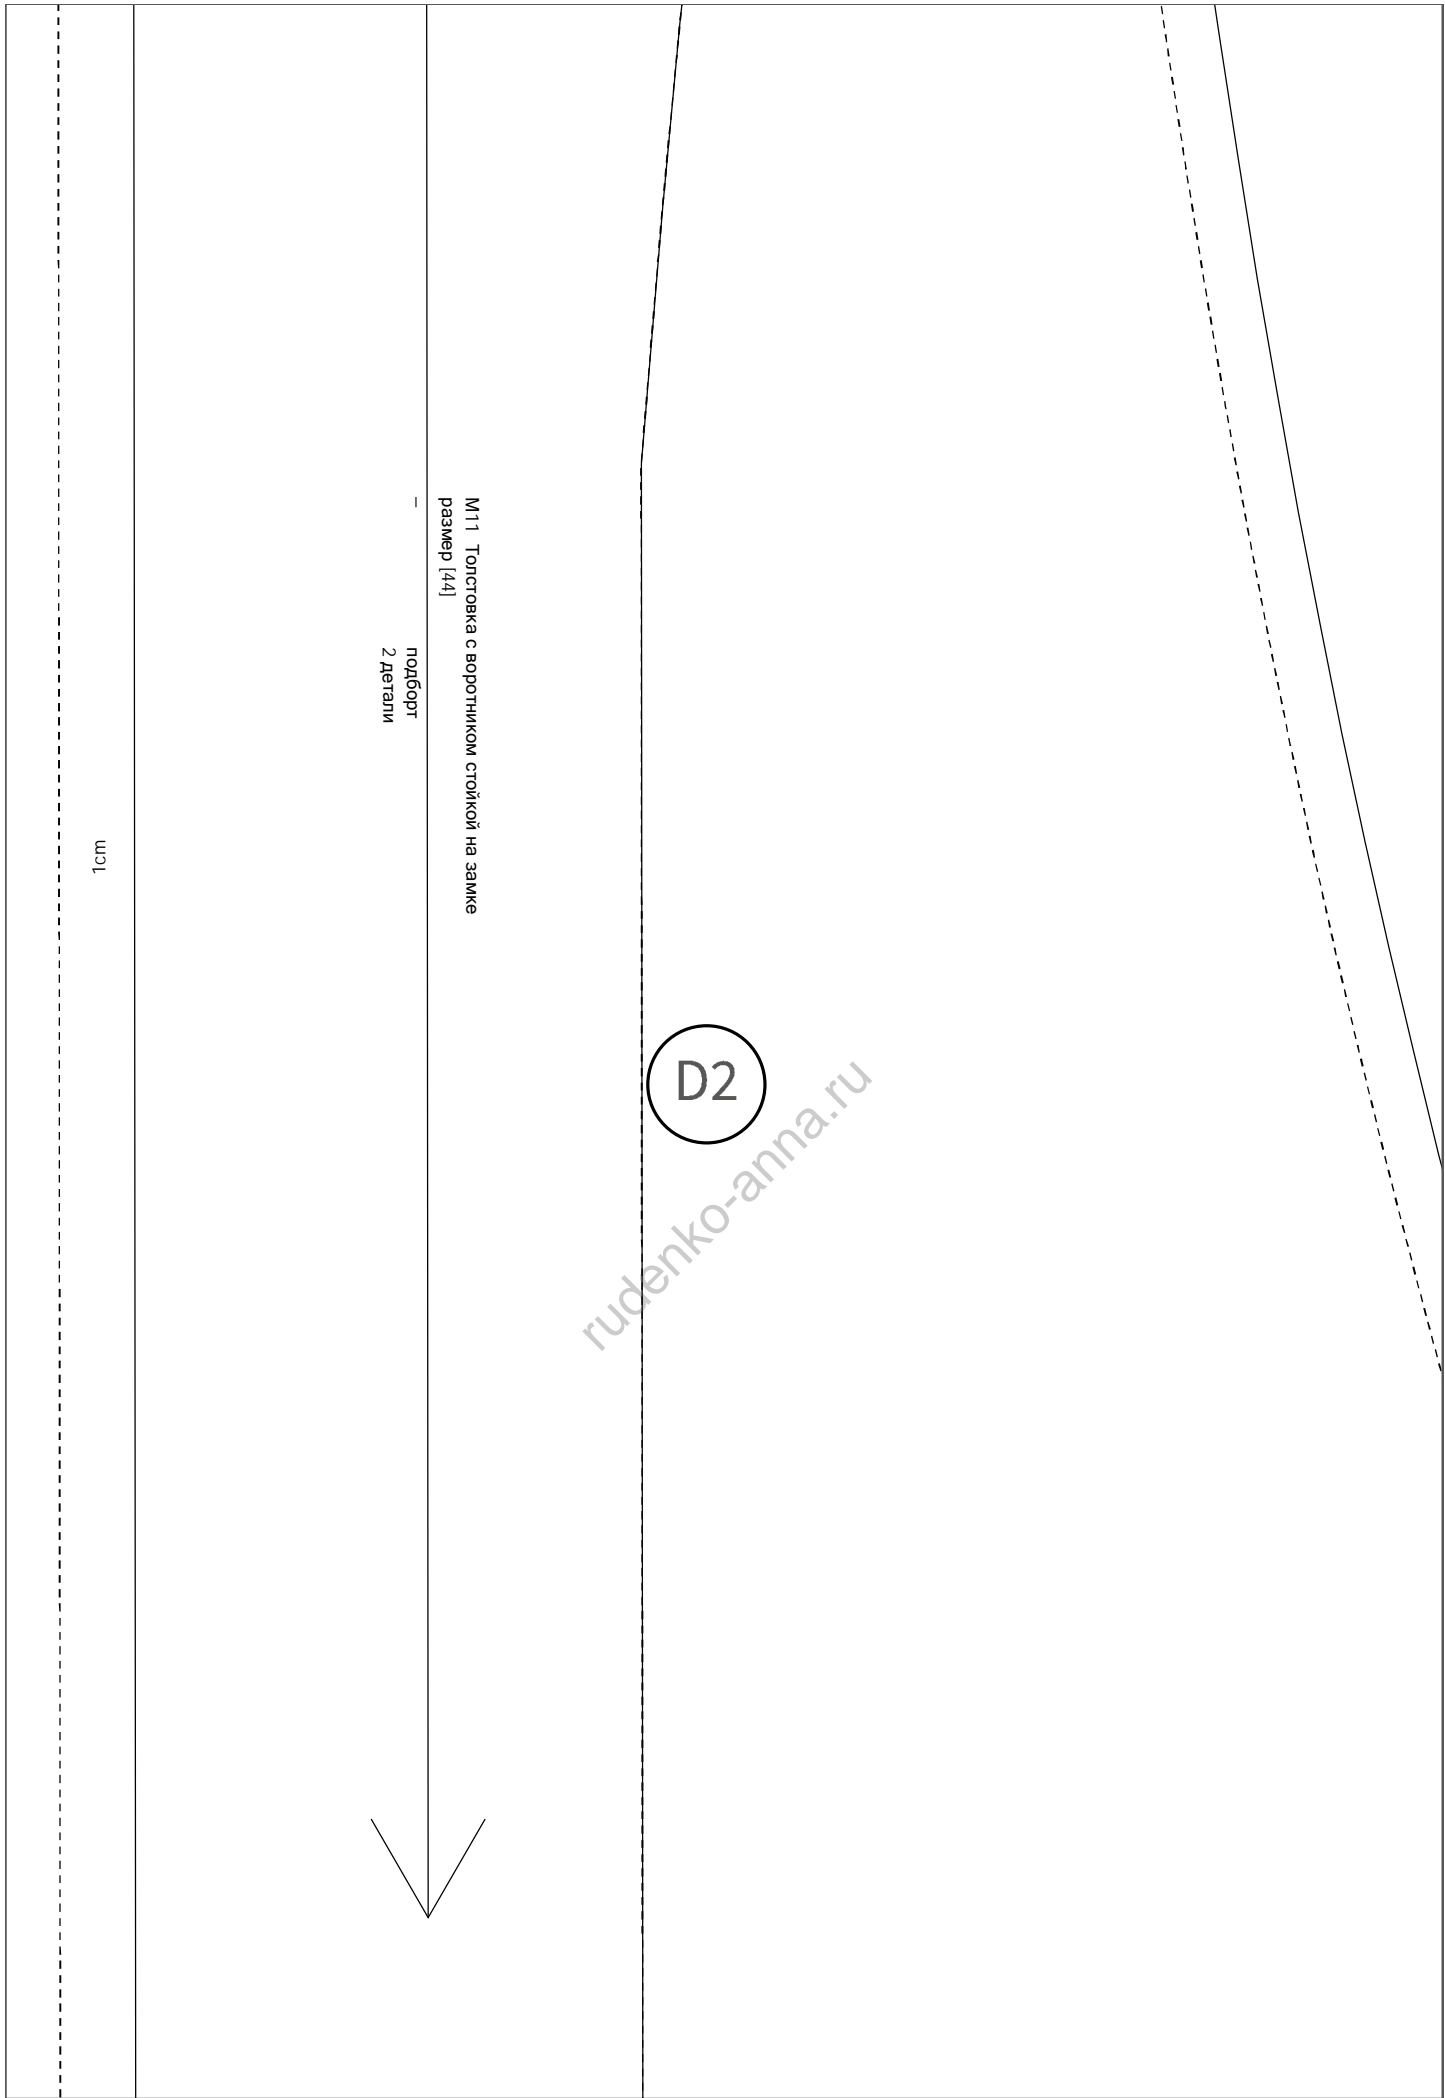 M11 Толстовка с воротником стойкой на замке
размер [44]
–
подборт
2 детали
1cm
D2
rudenko-anna.ru